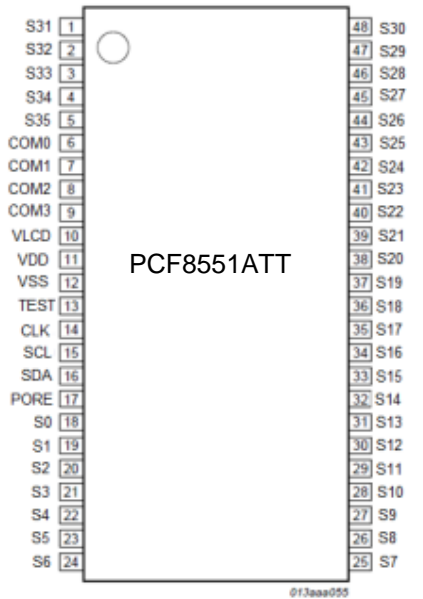 S31 1
S32 2
S33 3
S34 4
S35 5
COM0 6
COM1 7
COM2 8
COM3 9
VLCD 10
VDD 11
VSS 12
TEST 13
CLK 14
SCL 15
SDA 16
PORE 17
S0 18
S1 19
S2 20
S3 21
S4 22
S5 23
S6 24
PCF8551ATT
48 S30
47 S29
46 S28
45 S27
44 S26
43 S25
42 S24
41 S23
40 S22
39 S21
38 S20
37 S19
36 S18
35 S17
34 S16
33 S15
32 S14
31 S13
30 S12
29 S11
28 S10
27 S9
26 S8
25 S7
013aaa055